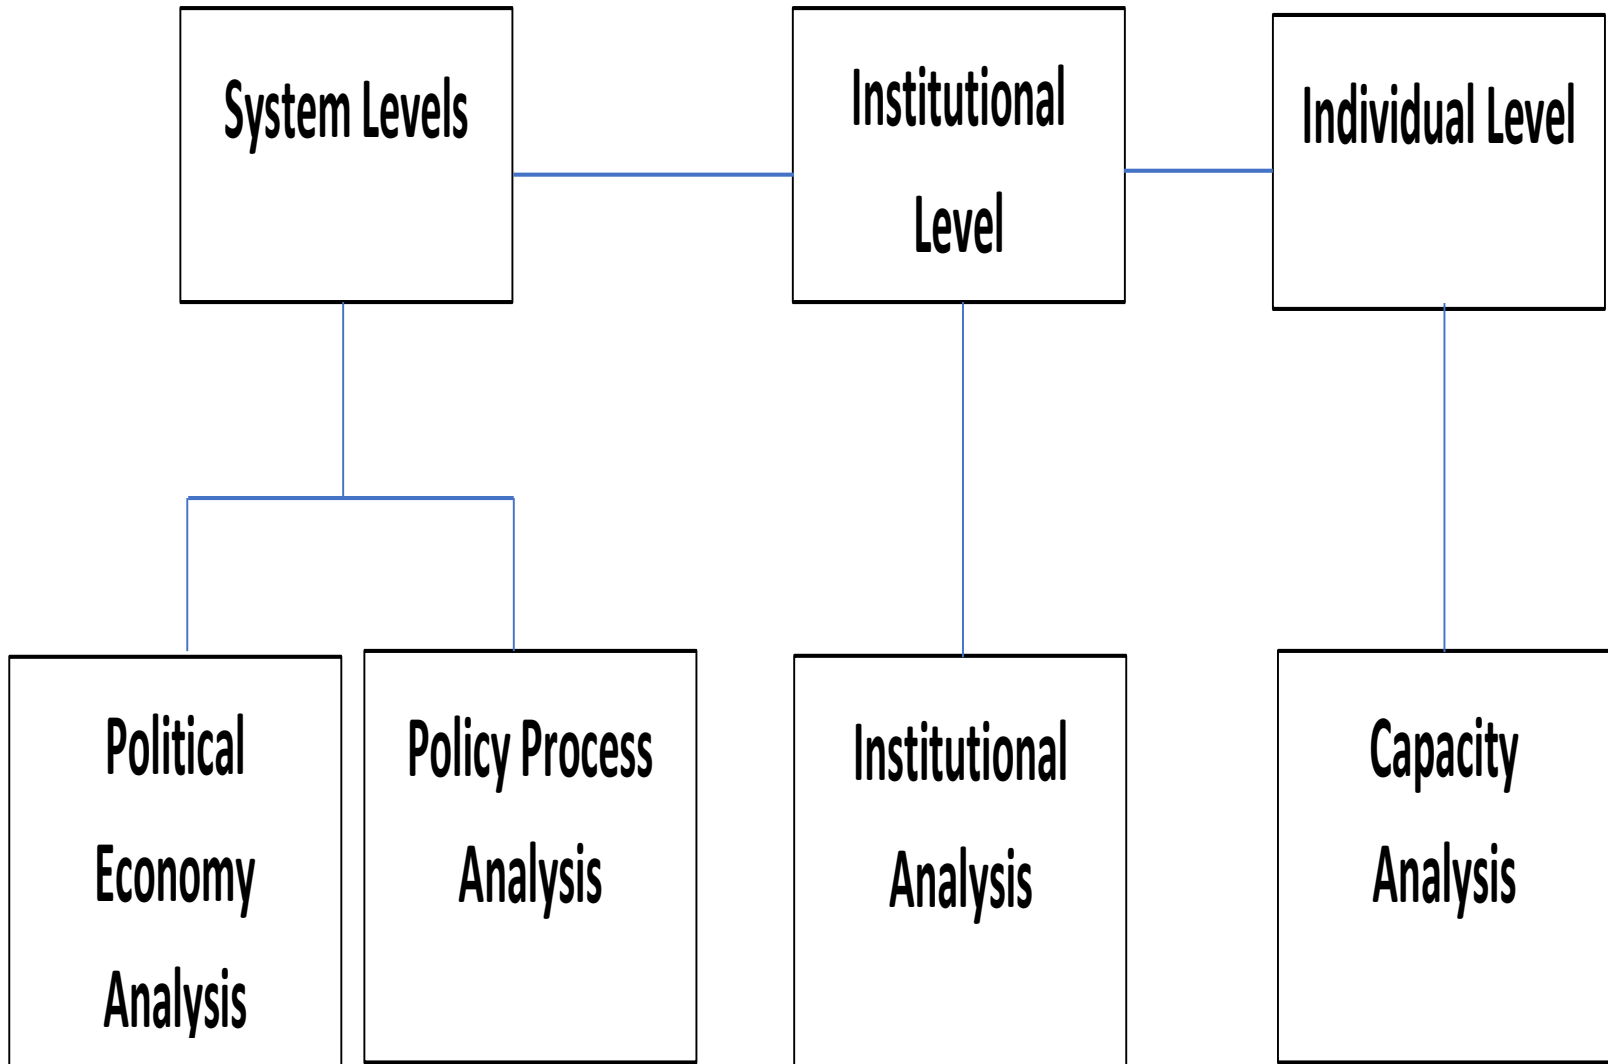 System Levels
Institutional
Level
Individual Level
Political
Economy
Analysis
Policy Process
Analysis
Institutional
Analysis
Capacity
Analysis